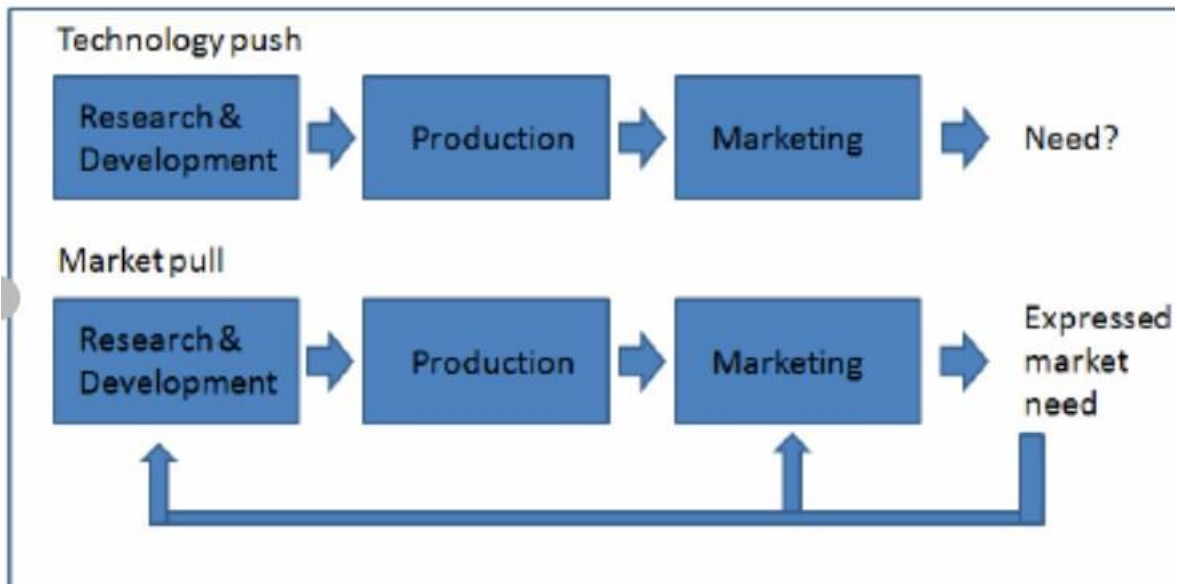 Technology push
Research &
Development
Production
Marketing
Need?
Market pull
Research &
Development
Production
Marketing
Expressed
market
need